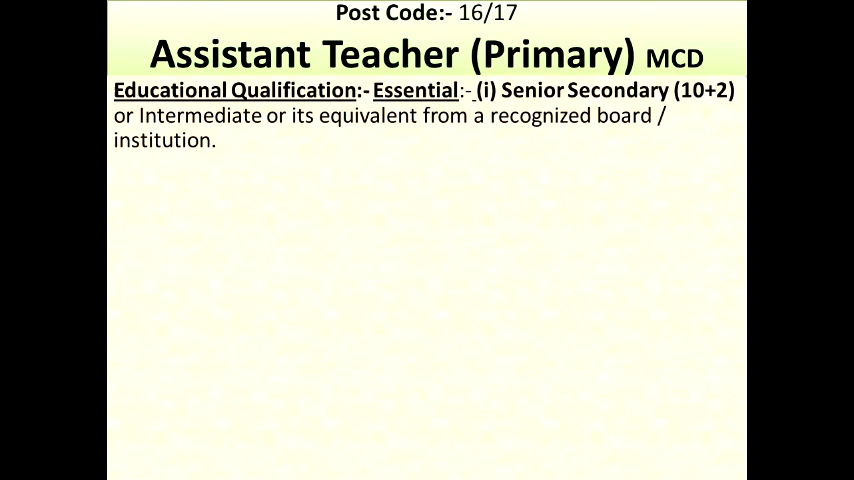 Post Code:- 16/17
Assistant Teacher (Primary) MCD
Educational Qualification:- Essential:- (i) Senior Secondary (10+2)
or Intermediate or its equivalent from a recognized board /
institution.